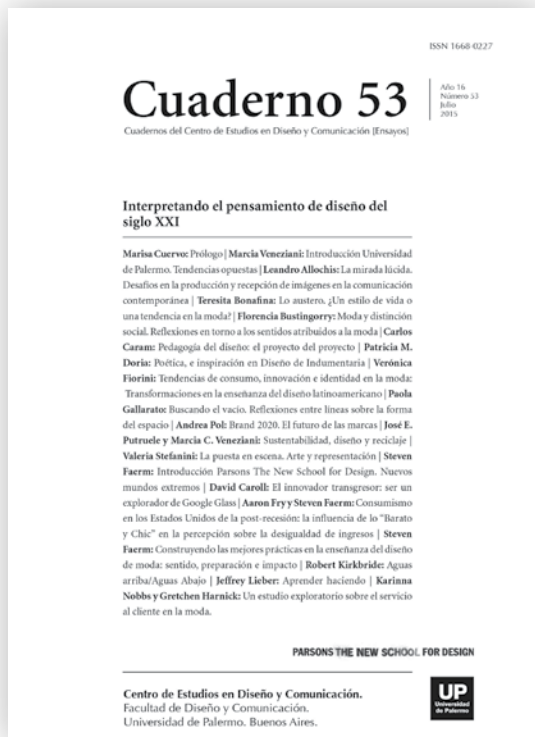 ISSN 1668-0227
Cuaderno 53
Año 16
Número 53
Julio
2015
Cuadernos del Centro de Estudios en Diseño y Comunicación [Ensayos]
Interpretando el pensamiento de diseño del
siglo XXI
Marisa Cuervo: Prólogo | Marcia Veneziani: Introducción Universidad
de Palermo. Tendencias opuestas | Leandro Allochis: La mirada lúcida.
Desafíos en la producción y recepción de imágenes en la comunicación
contemporánea | Teresita Bonafina: Lo austero. ¿Un estilo de vida o
una tendencia en la moda? | Florencia Bustingorry: Moda y distinción
social. Reflexiones en torno a los sentidos atribuidos a la moda | Carlos
Caram: Pedagogía del diseño: el proyecto del proyecto | Patricia M.
Doria: Poética, e inspiración en Diseño de Indumentaria | Verónica
Fiorini: Tendencias de consumo, innovación e identidad en la moda:
Transformaciones en la enseñanza del diseño latinoamericano | Paola
Gallarato: Buscando el vacío. Reflexiones entre líneas sobre la forma
del espacio | Andrea Pol: Brand 2020. El futuro de las marcas | José E.
Putruele y Marcia C. Veneziani: Sustentabilidad, diseño y reciclaje |
Valeria Stefanini: La puesta en escena. Arte y representación | Steven
Faerm: Introducción Parsons The New School for Design. Nuevos
mundos extremos | David Caroll: El innovador transgresor: ser un
explorador de Google Glass | Aaron Fry y Steven Faerm: Consumismo
en los Estados Unidos de la post-recesión: la influencia de lo "Barato
y Chic" en la percepción sobre la desigualdad de ingresos | Steven
Faerm: Construyendo las mejores prácticas en la enseñanza del diseño
de moda: sentido, preparación e impacto | Robert Kirkbride: Aguas
arriba/Aguas Abajo | Jeffrey Lieber: Aprender haciendo | Karinna
Nobbs y Gretchen Harnick: Un estudio exploratorio sobre el servicio
al cliente en la moda.
PARSONS THE NEW SCHOOL FOR DESIGN
Centro de Estudios en Diseño y Comunicación.
Facultad de Diseño y Comunicación.
Universidad de Palermo. Buenos Aires.
UP
Universidad
de Palermo